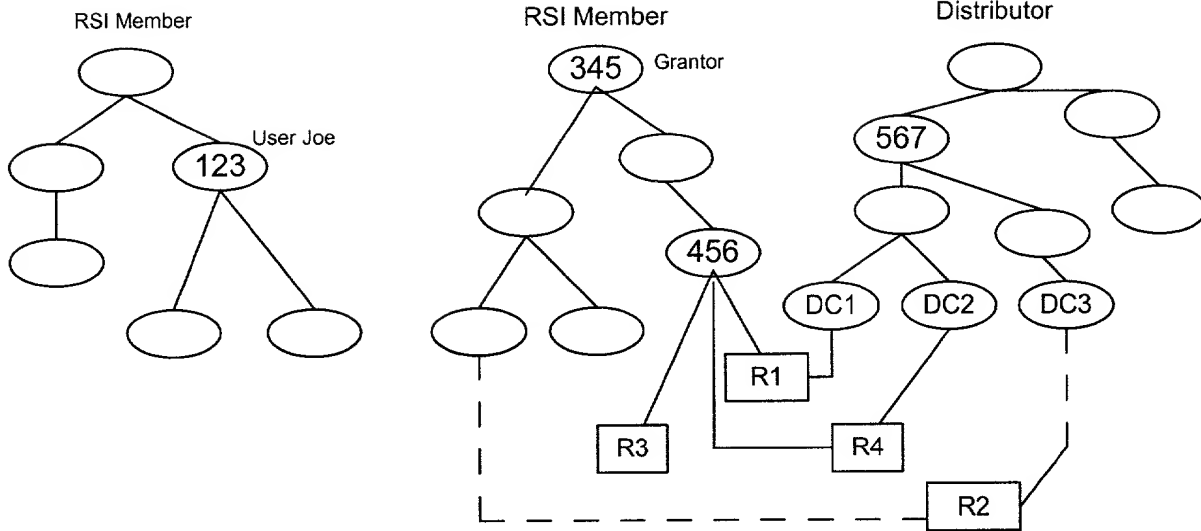 RSI Member
RSI Member
Distributor
345
Grantor
User Joe
123
567
456
DC1
DC2
DC3
R1
R3
R4
R2